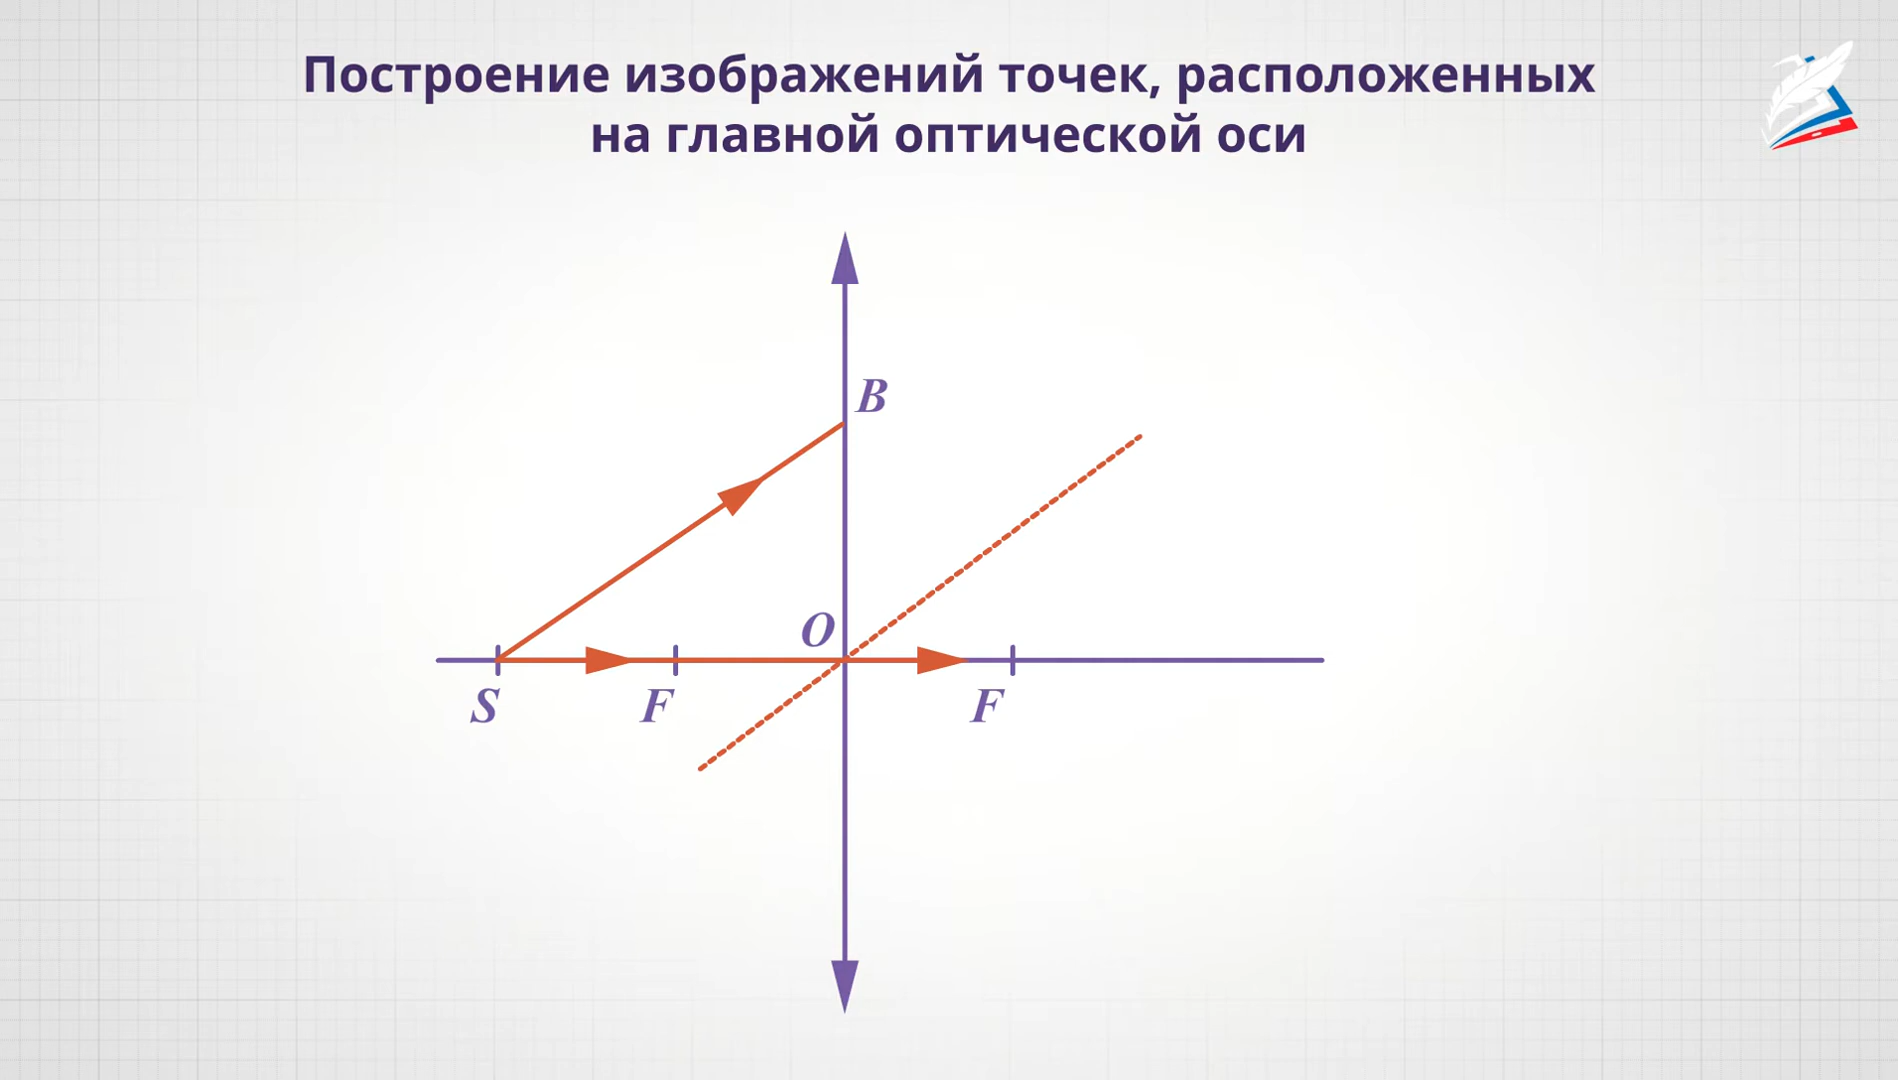 Построение изображений точек, расположенных
на главной оптической оси
B
O
S
F
F